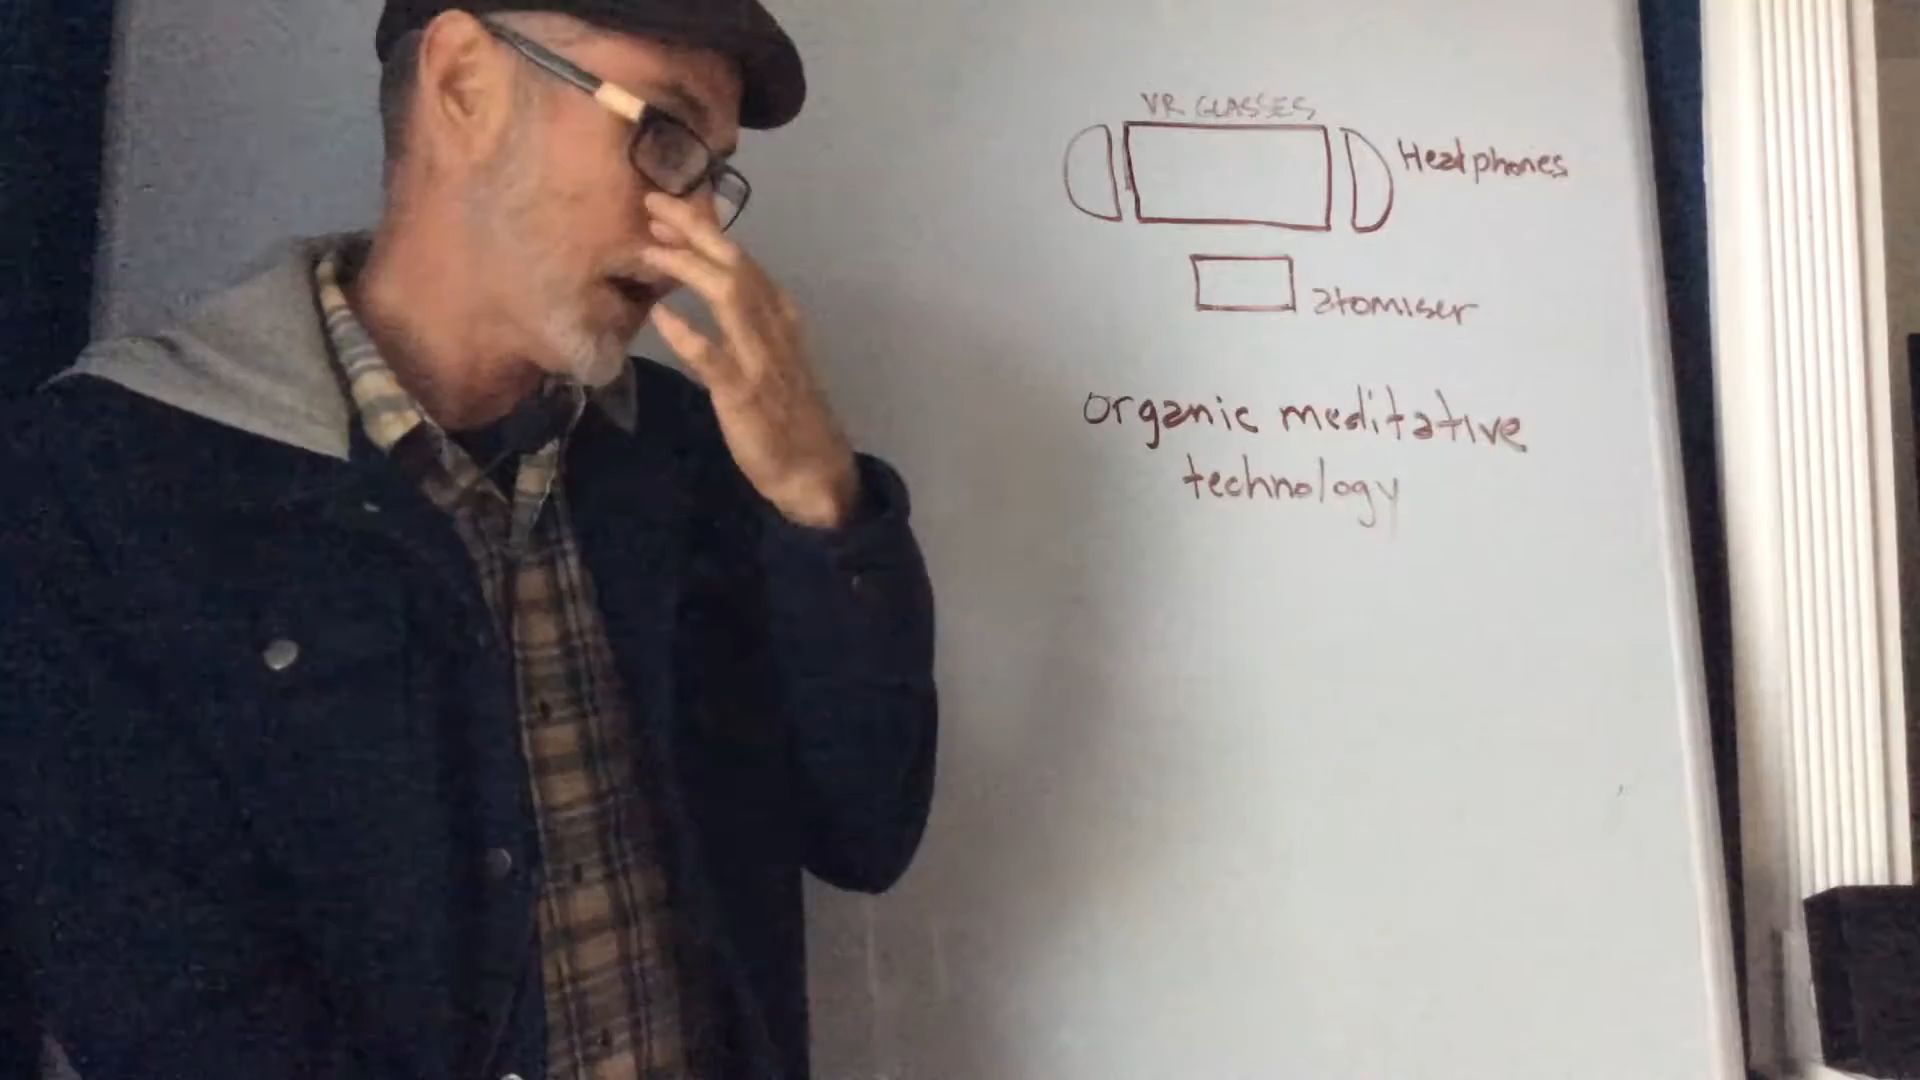 VR GLASSES
Headphones
atomiser
organic meditative
technology